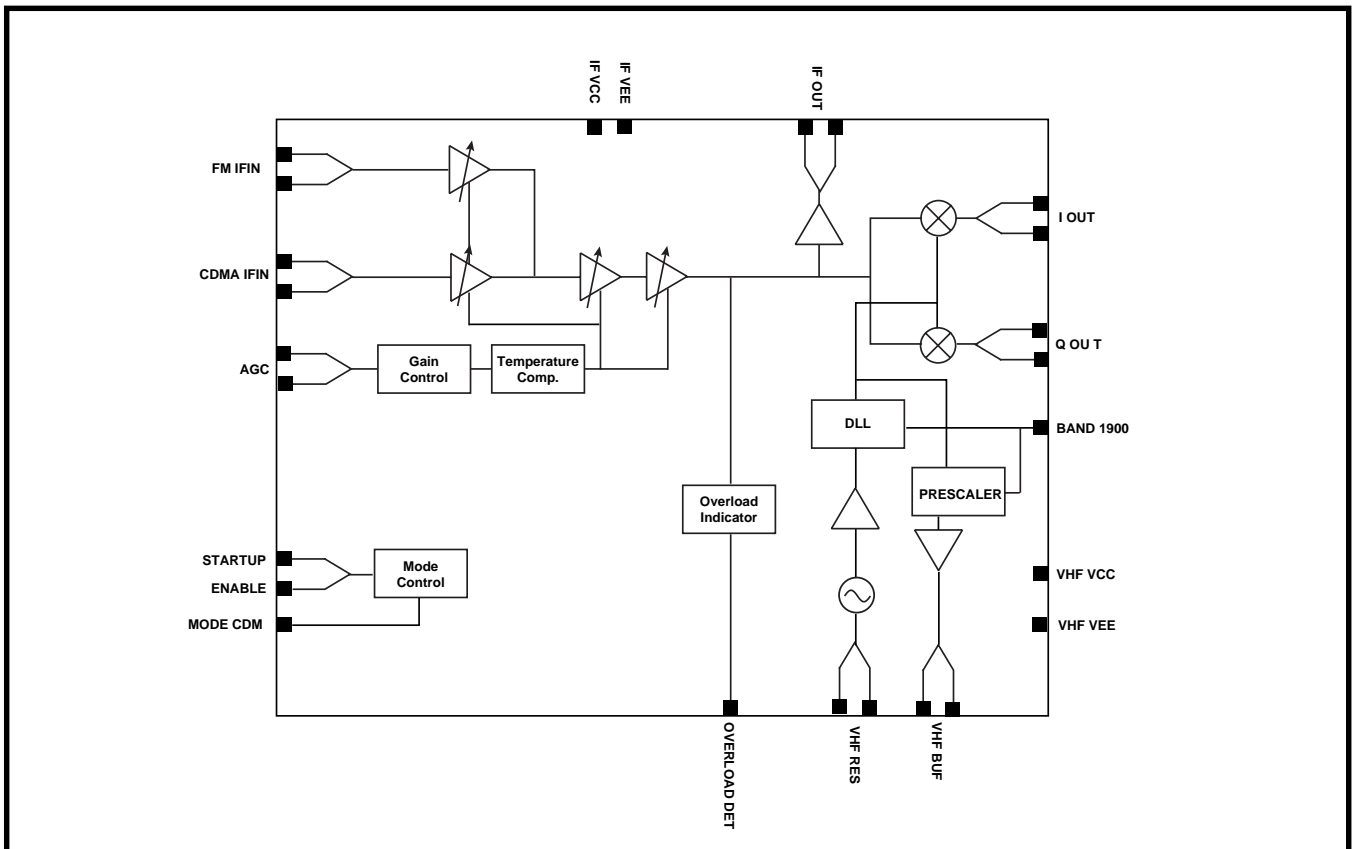 IF VCC
IF VEE
IF OUT
FM IFIN
I OUT
CDMA IFIN
Q OU T
AGC
Gain
Control
Temperature
Comp.
DLL
BAND 1900
PRESCALER
Overload
Indicator
STARTUP
ENABLE
MODE CDM
Mode
Control
VHF VCC
VHF VEE
OVERLOAD DET
VHF RES
VHF BUF